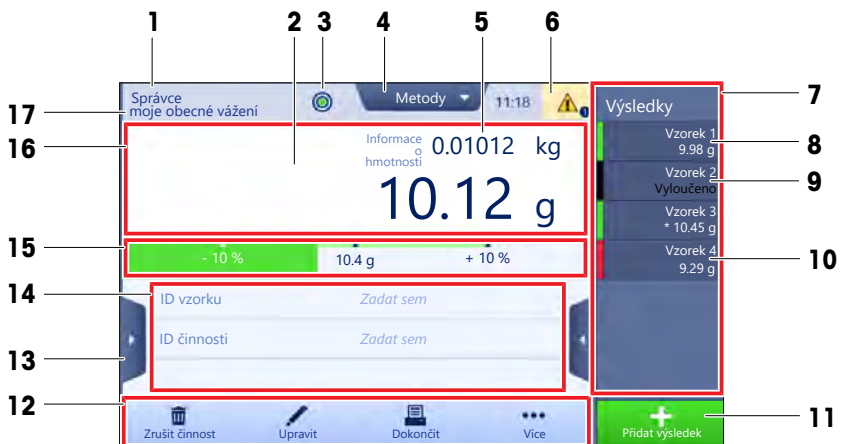 1
2
3
4
5
6
7
8
9
10
11
12
13
14
15
16
17
Správce
moje obecné vážení
Metody
11:18
Informace
o
hmotnosti
0.01012 kg
10.12 g
- 10 %
10.4 g
+ 10 %
ID vzorku
Zadat sem
ID činnosti
Zadat sem
Zrušit činnost
Upravit
Dokončit
Více
Výsledky
Vzorek 1
9.98 g
Vzorek 2
Vyloučeno
Vzorek 3
* 10.45 g
Vzorek 4
9.29 g
Přidat výsledek